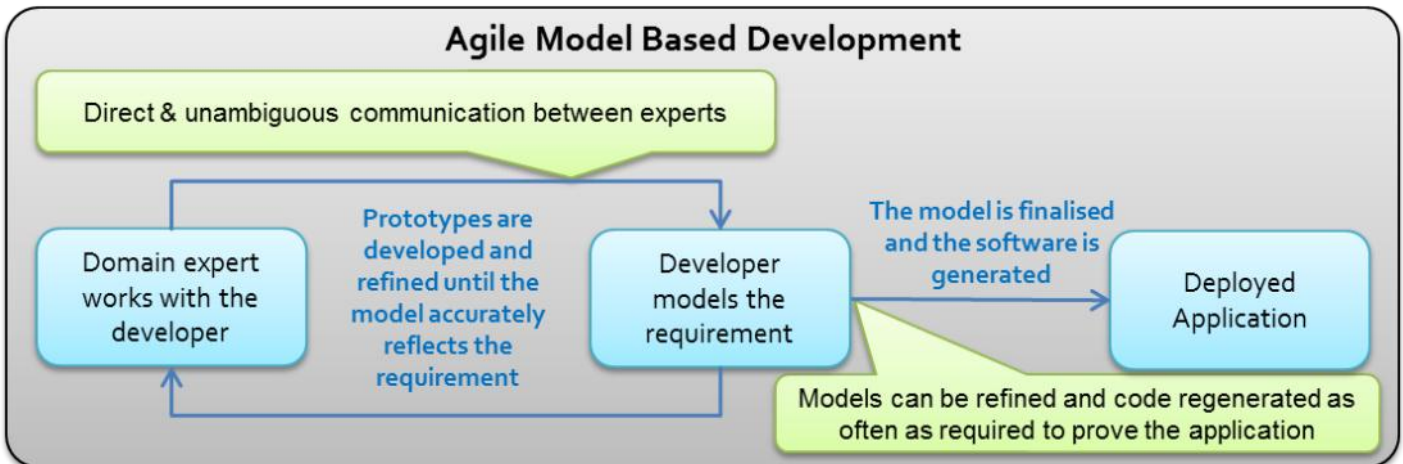 Agile Model Based Development
Direct & unambiguous communication between experts
Domain expert
works with the
developer
Prototypes are
developed and
refined until the
model accurately
reflects the
requirement
Developer
models the
requirement
The model is finalised
and the software is
generated
Deployed
Application
Models can be refined and code regenerated as
often as required to prove the application